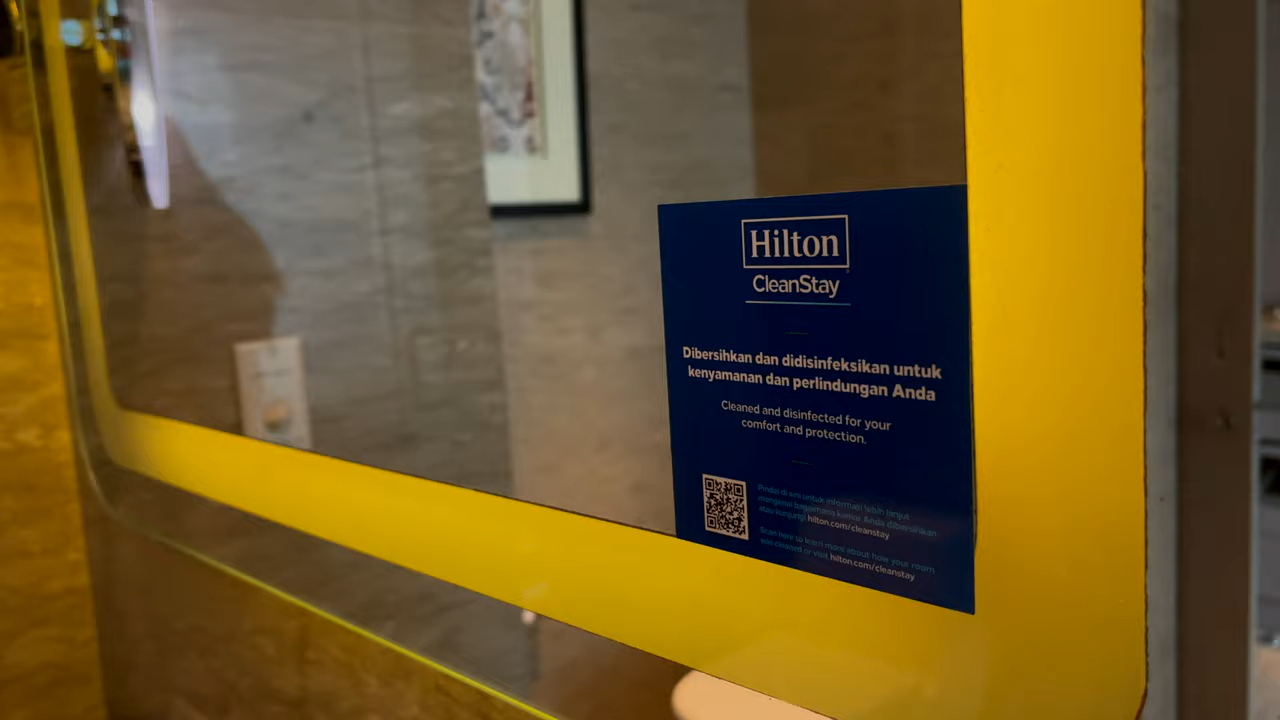 Hilton
CleanStay
Dibersihkan dan didisinfeksikan untuk
kenyamanan dan perlindungan Anda
Cleaned and disinfected for your
comfort and protection.
Pindai di sini untuk informasi lebih lanjut
mengenai bagaimana kamar Anda dibersihkan
atau kunjungi hilton.com/cleanstay
Scan here to learn more about how your room
was cleaned or visit hilton.com/cleanstay